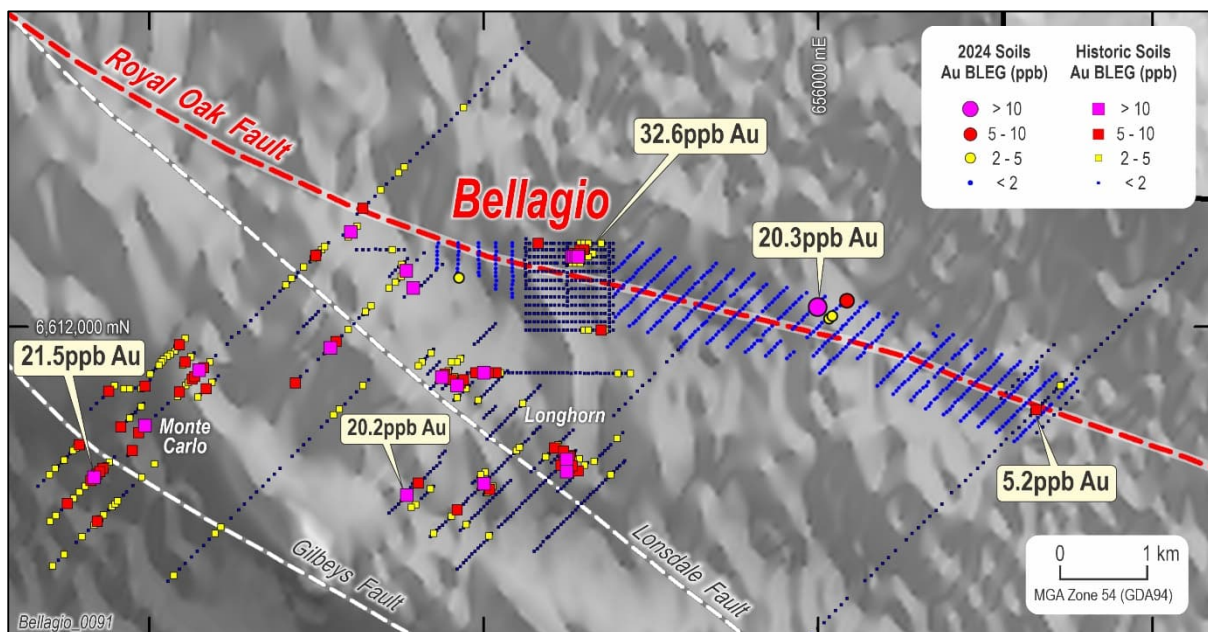 2024 Soils
Au BLEG (ppb)
> 10
5 - 10
2 - 5
< 2
Historic Soils
Au BLEG (ppb)
> 10
5 - 10
2 - 5
< 2
Royal Oak Fault
656000 mE
32.6ppb Au
Bellagio
20.3ppb Au
6,612,000 mN
21.5ppb Au
Monte
Carlo
20.2ppb Au
Longhorn
5.2ppb Au
Gilbeys Fault
Lonsdale Fault
0 1 km
MGA Zone 54 (GDA94)
Bellagio_0091